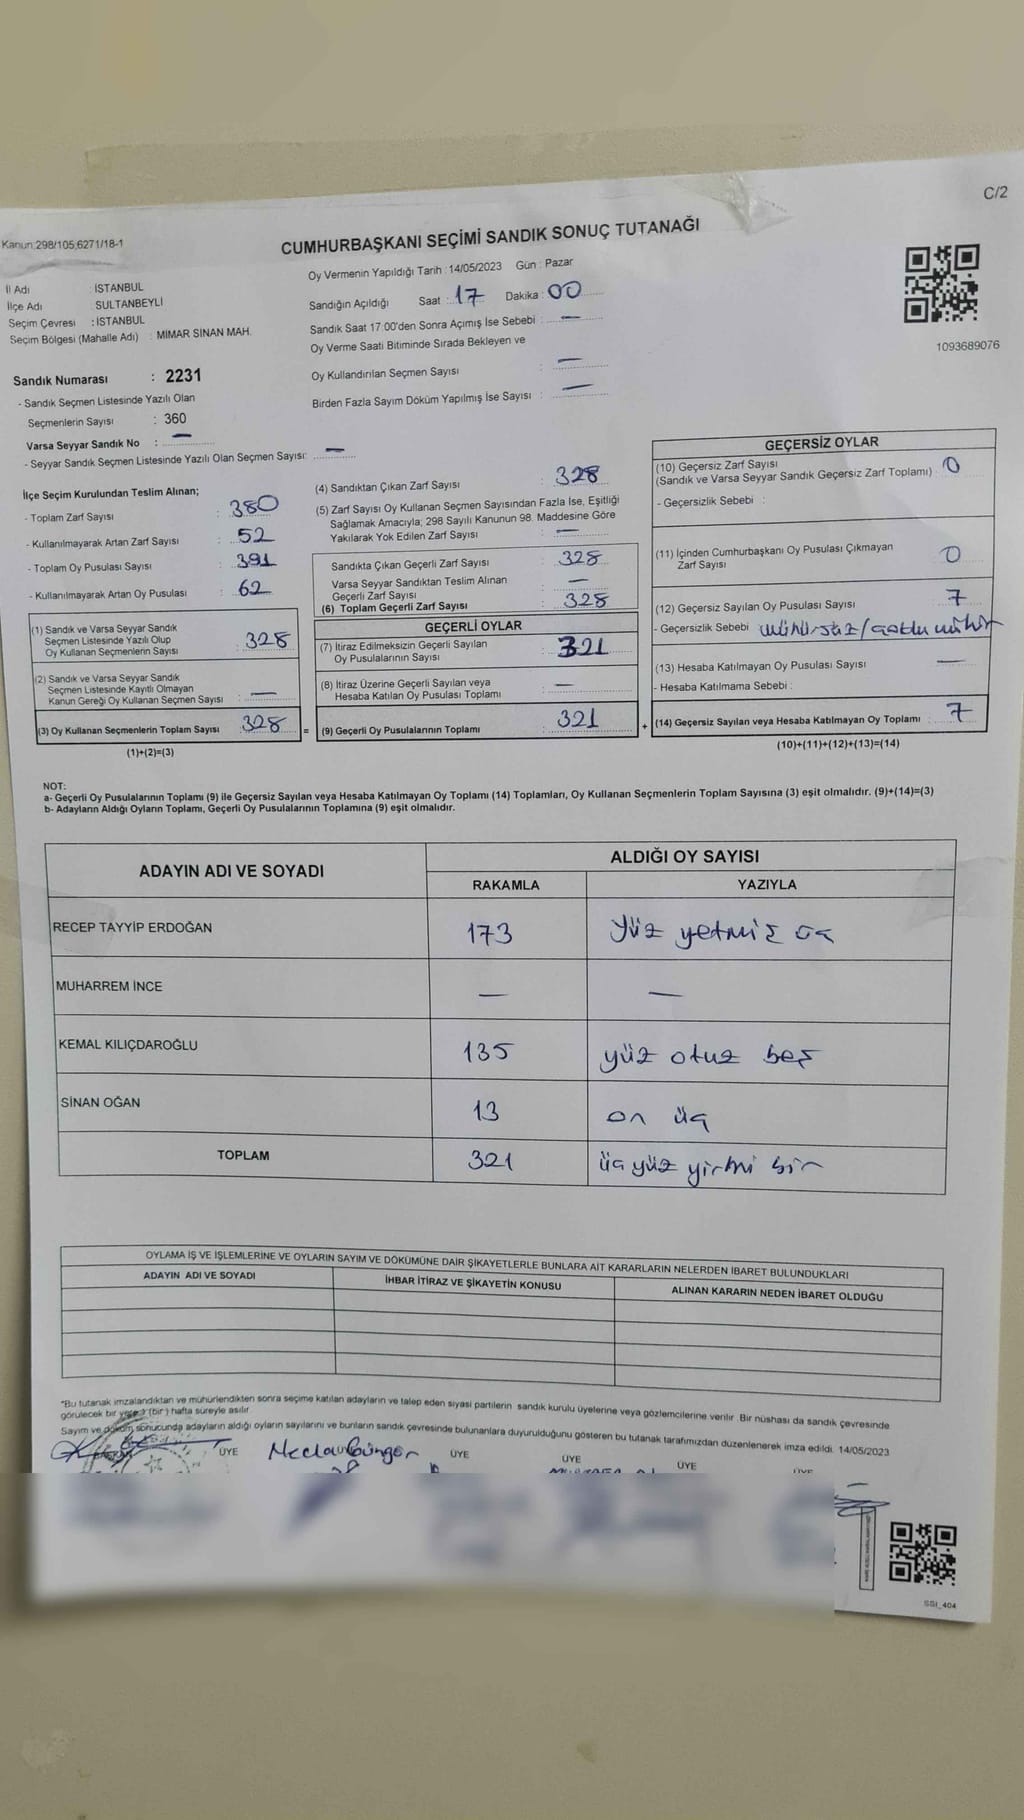 C/2
Kanun:298/105,6271/18-1
CUMHURBAŞKANI SEÇİMİ SANDIK SONUÇ TUTANAĞI
İl Adı : İSTANBUL
İlçe Adı : SULTANBEYLİ
Seçim Çevresi : İSTANBUL
Seçim Bölgesi (Mahalle Adı) : MİMAR SİNAN MAH.
Oy Vermenin Yapıldığı Tarih : 14/05/2023 Gün : Pazar
Sandığın Açıldığı Saat : 17 Dakika : 00
Sandık Saat 17:00'den Sonra Açımış İse Sebebi : —
Oy Verme Saati Bitiminde Sırada Bekleyen ve
Oy Kullandırılan Seçmen Sayısı : —
Birden Fazla Sayım Döküm Yapılmış İse Sayısı : —
1093689076
Sandık Numarası : 2231
- Sandık Seçmen Listesinde Yazılı Olan
Seçmenlerin Sayısı : 360
Varsa Seyyar Sandık No : —
- Seyyar Sandık Seçmen Listesinde Yazılı Olan Seçmen Sayısı: —
İlçe Seçim Kurulundan Teslim Alınan;
- Toplam Zarf Sayısı : 380
- Kullanılmayarak Artan Zarf Sayısı : 52
- Toplam Oy Pusulası Sayısı : 391
- Kullanılmayarak Artan Oy Pusulası : 62
(1) Sandık ve Varsa Seyyar Sandık
Seçmen Listesinde Yazılı Olup
Oy Kullanan Seçmenlerin Sayısı : 328
(2) Sandık ve Varsa Seyyar Sandık
Seçmen Listesinde Kayıtlı Olmayan
Kanun Gereği Oy Kullanan Seçmen Sayısı : —
(3) Oy Kullanan Seçmenlerin Toplam Sayısı : 328
(1)+(2)=(3)
(4) Sandıktan Çıkan Zarf Sayısı : 328
(5) Zarf Sayısı Oy Kullanan Seçmen Sayısından Fazla İse, Eşitliği
Sağlamak Amacıyla; 298 Sayılı Kanunun 98. Maddesine Göre
Yakılarak Yok Edilen Zarf Sayısı : —
Sandıkta Çıkan Geçerli Zarf Sayısı : 328
Varsa Seyyar Sandıktan Teslim Alınan
Geçerli Zarf Sayısı : —
(6) Toplam Geçerli Zarf Sayısı : 328
GEÇERLİ OYLAR
(7) İtiraz Edilmeksizin Geçerli Sayılan
Oy Pusulalarının Sayısı : 321
(8) İtiraz Üzerine Geçerli Sayılan veya
Hesaba Katılan Oy Pusulası Toplamı : —
= (9) Geçerli Oy Pusulalarının Toplamı : 321
GEÇERSİZ OYLAR
(10) Geçersiz Zarf Sayısı
(Sandık ve Varsa Seyyar Sandık Geçersiz Zarf Toplamı) : 0
- Geçersizlik Sebebi :
(11) İçinden Cumhurbaşkanı Oy Pusulası Çıkmayan
Zarf Sayısı : 0
(12) Geçersiz Sayılan Oy Pusulası Sayısı : 7
- Geçersizlik Sebebi mühürsüz/
(13) Hesaba Katılmayan Oy Pusulası Sayısı : —
- Hesaba Katılmama Sebebi :
+ (14) Geçersiz Sayılan veya Hesaba Katılmayan Oy Toplamı : 7
(10)+(11)+(12)+(13)=(14)
NOT:
a- Geçerli Oy Pusulalarının Toplamı (9) ile Geçersiz Sayılan veya Hesaba Katılmayan Oy Toplamı (14) Toplamları, Oy Kullanan Seçmenlerin Toplam Sayısına (3) eşit olmalıdır. (9)+(14)=(3)
b- Adayların Aldığı Oyların Toplamı, Geçerli Oy Pusulalarının Toplamına (9) eşit olmalıdır.
ADAYIN ADI VE SOYADI
ALDIĞI OY SAYISI
RAKAMLA YAZIYLA
RECEP TAYYİP ERDOĞAN 173 Yüz yetmiş üç
MUHARREM İNCE — —
KEMAL KILIÇDAROĞLU 135 yüz otuz beş
SİNAN OĞAN 13 on üç
TOPLAM 321 üç yüz yirmi bir
OYLAMA İŞ VE İŞLEMLERİNE VE OYLARIN SAYIM VE DÖKÜMÜNE DAİR ŞİKAYETLERLE BUNLARA AİT KARARLARIN NELERDEN İBARET BULUNDUKLARI
ADAYIN ADI VE SOYADI İHBAR İTİRAZ VE ŞİKAYETİN KONUSU ALINAN KARARIN NEDEN İBARET OLDUĞU
*Bu tutanak imzalandıktan ve mühürlendikten sonra seçime katılan adayların ve talep eden siyasi partilerin sandık kurulu üyelerine veya gözlemcilerine verilir. Bir nüshası da sandık çevresinde
görülecek bir yere 1 (bir) hafta süreyle asılır.
Sayım ve döküm sonucunda adayların aldığı oyların sayılarını ve bunların sandık çevresinde bulunanlara duyurulduğunu gösteren bu tutanak tarafımızdan düzenlenerek imza edildi. 14/05/2023
BAŞKAN ÜYE ÜYE ÜYE ÜYE ÜYE
SSI_404